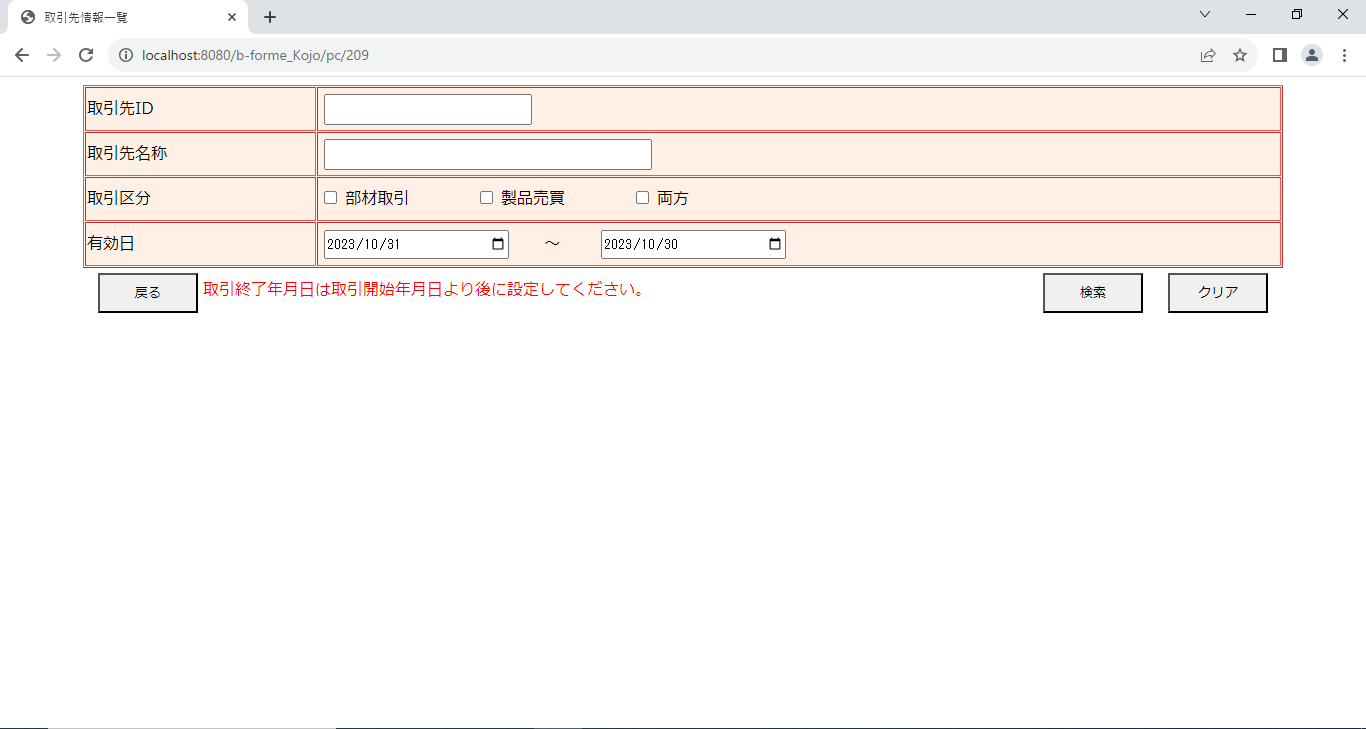 取引先情報一覧
localhost:8080/b-forme_Kojo/pc/209
取引先ID
取引先名称
取引区分 部材取引 製品売買 両方
有効日 2023/10/31 ～ 2023/10/30
戻る 取引終了年月日は取引開始年月日より後に設定してください。 検索 クリア